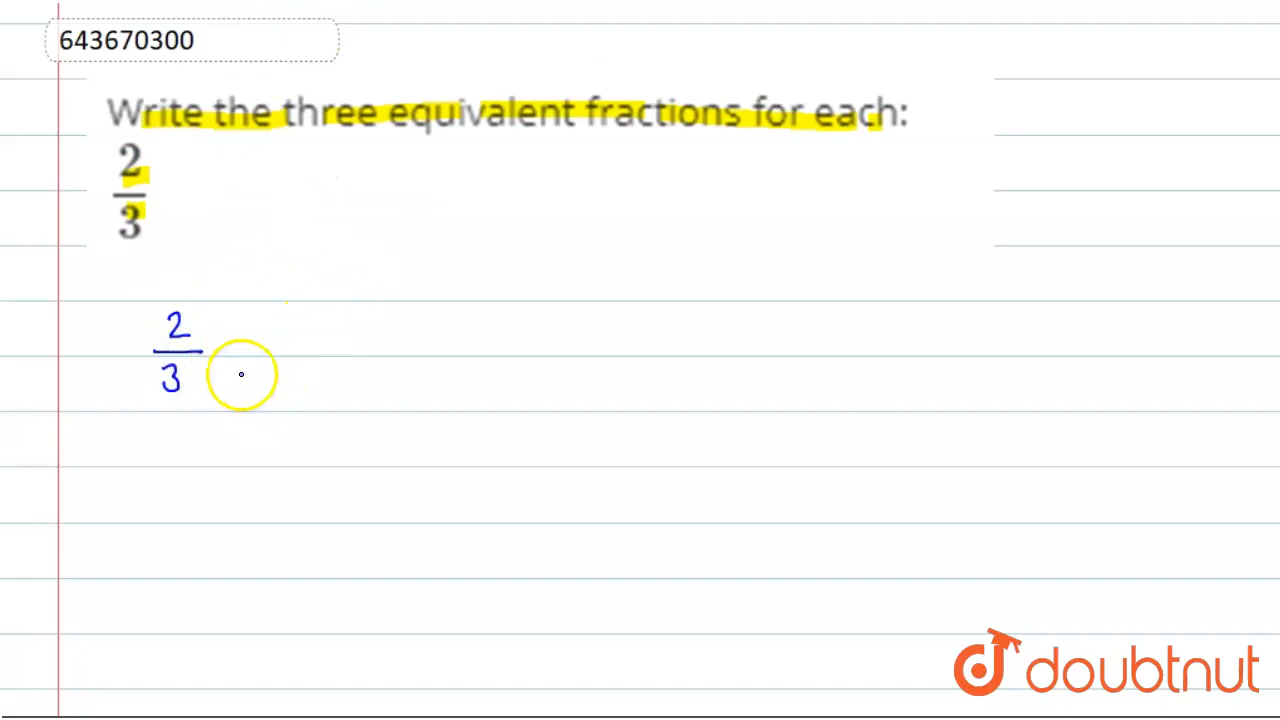 643670300
Write the three equivalent fractions for each:
2
3
2
3
doubtnut